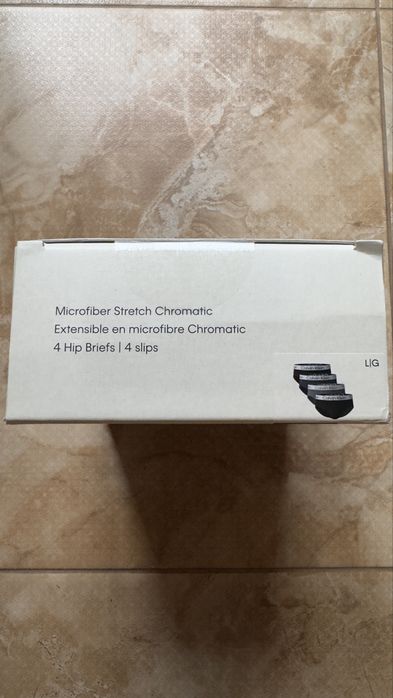 Microfiber Stretch Chromatic
Extensible en microfibre Chromatic
4 Hip Briefs | 4 slips
L|G